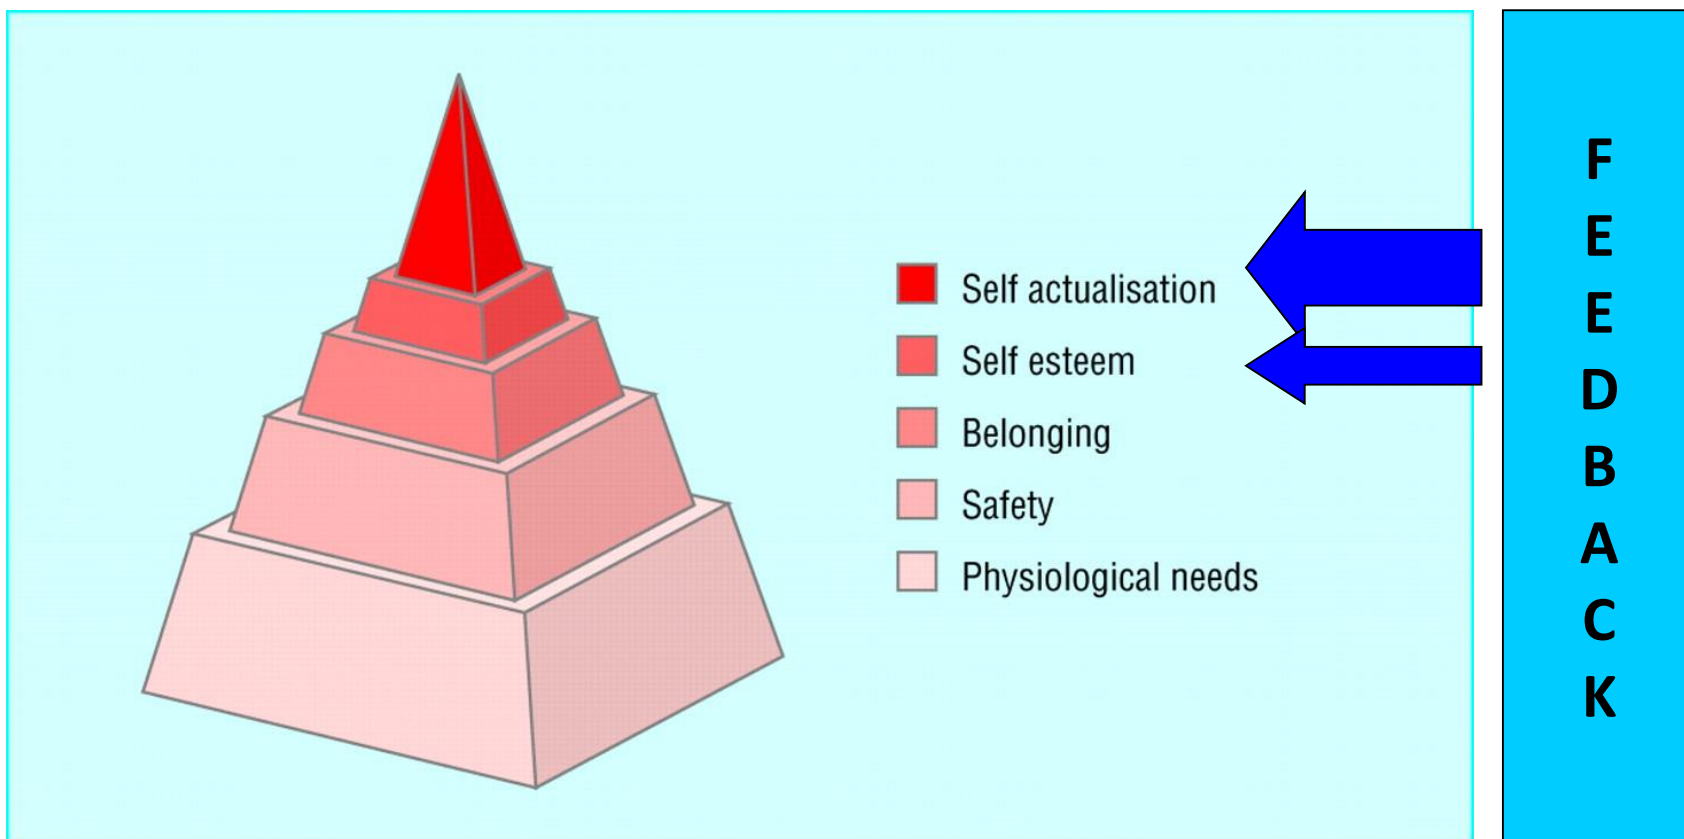 Self actualisation
Self esteem
Belonging
Safety
Physiological needs
F
E
E
D
B
A
C
K